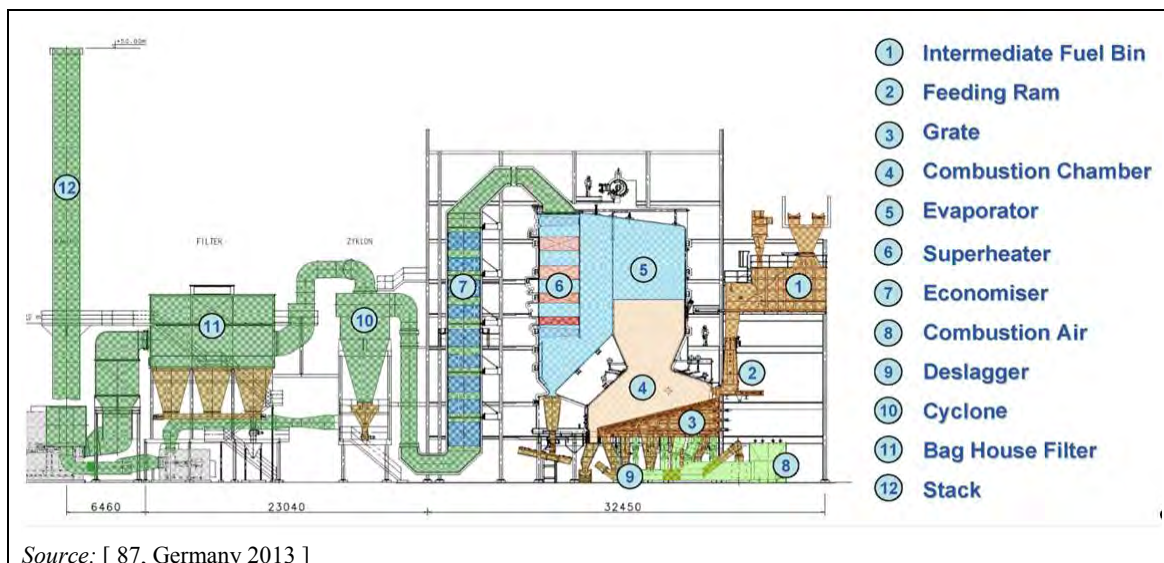 +50.00M
1 Intermediate Fuel Bin
2 Feeding Ram
3 Grate
4 Combustion Chamber
5 Evaporator
6 Superheater
7 Economiser
8 Combustion Air
9 Deslagger
10 Cyclone
11 Bag House Filter
12 Stack
12
FILTER
ZYKLON
11
10
7
6
5
4
3
2
1
9
8
6460
23040
32450
Source: [ 87, Germany 2013 ]